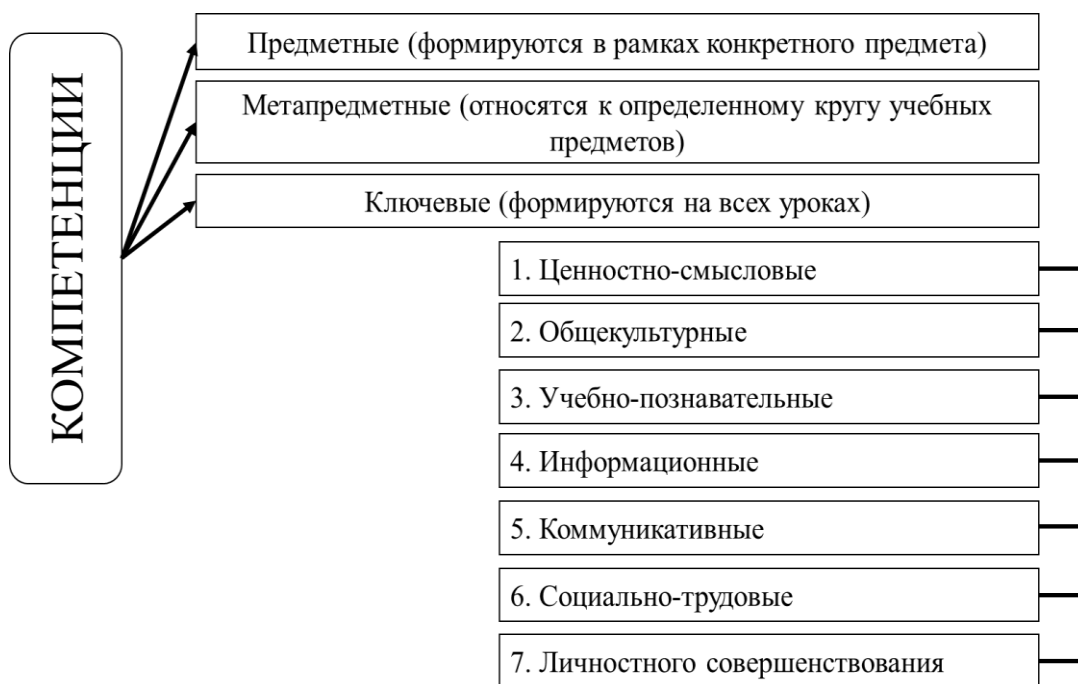 КОМПЕТЕНЦИИ
Предметные (формируются в рамках конкретного предмета)
Метапредметные (относятся к определенному кругу учебных
предметов)
Ключевые (формируются на всех уроках)
1. Ценностно-смысловые
2. Общекультурные
3. Учебно-познавательные
4. Информационные
5. Коммуникативные
6. Социально-трудовые
7. Личностного совершенствования